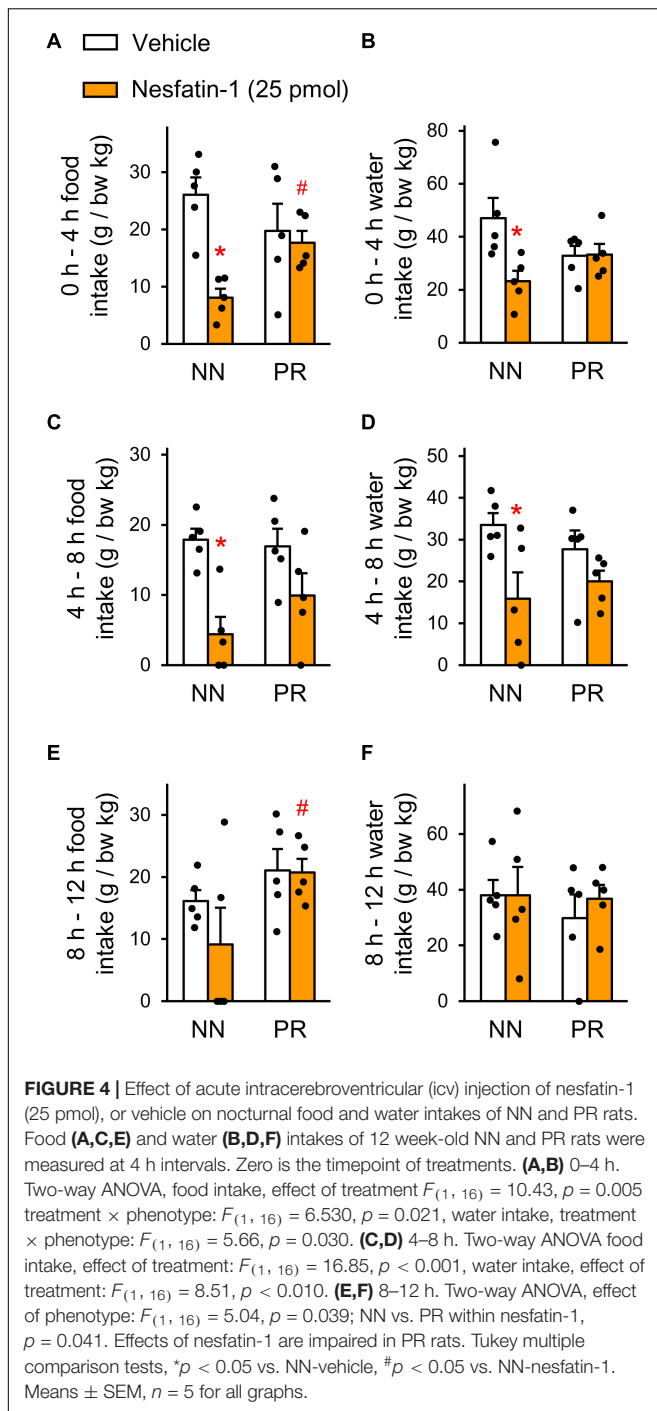 A
Vehicle
B
Nesfatin-1 (25 pmol)
0 h - 4 h food
intake (g / bw kg)
30
20
10
0
*
#
NN
PR
0 h - 4 h water
intake (g / bw kg)
80
60
40
20
0
*
NN
PR
C
4 h - 8 h food
intake (g / bw kg)
30
20
10
0
*
NN
PR
D
4 h - 8 h water
intake (g / bw kg)
50
40
30
20
10
0
*
NN
PR
E
8 h - 12 h food
intake (g / bw kg)
30
20
10
0
#
NN
PR
F
8 h - 12 h water
intake (g / bw kg)
60
40
20
0
NN
PR
FIGURE 4 | Effect of acute intracerebroventricular (icv) injection of nesfatin-1
(25 pmol), or vehicle on nocturnal food and water intakes of NN and PR rats.
Food (A,C,E) and water (B,D,F) intakes of 12 week-old NN and PR rats were
measured at 4 h intervals. Zero is the timepoint of treatments. (A,B) 0–4 h.
Two-way ANOVA, food intake, effect of treatment F(1, 16) = 10.43, p = 0.005
treatment × phenotype: F(1, 16) = 6.530, p = 0.021, water intake, treatment
× phenotype: F(1, 16) = 5.66, p = 0.030. (C,D) 4–8 h. Two-way ANOVA food
intake, effect of treatment: F(1, 16) = 16.85, p < 0.001, water intake, effect of
treatment: F(1, 16) = 8.51, p < 0.010. (E,F) 8–12 h. Two-way ANOVA, effect
of phenotype: F(1, 16) = 5.04, p = 0.039; NN vs. PR within nesfatin-1,
p = 0.041. Effects of nesfatin-1 are impaired in PR rats. Tukey multiple
comparison tests, *p < 0.05 vs. NN-vehicle, #p < 0.05 vs. NN-nesfatin-1.
Means ± SEM, n = 5 for all graphs.